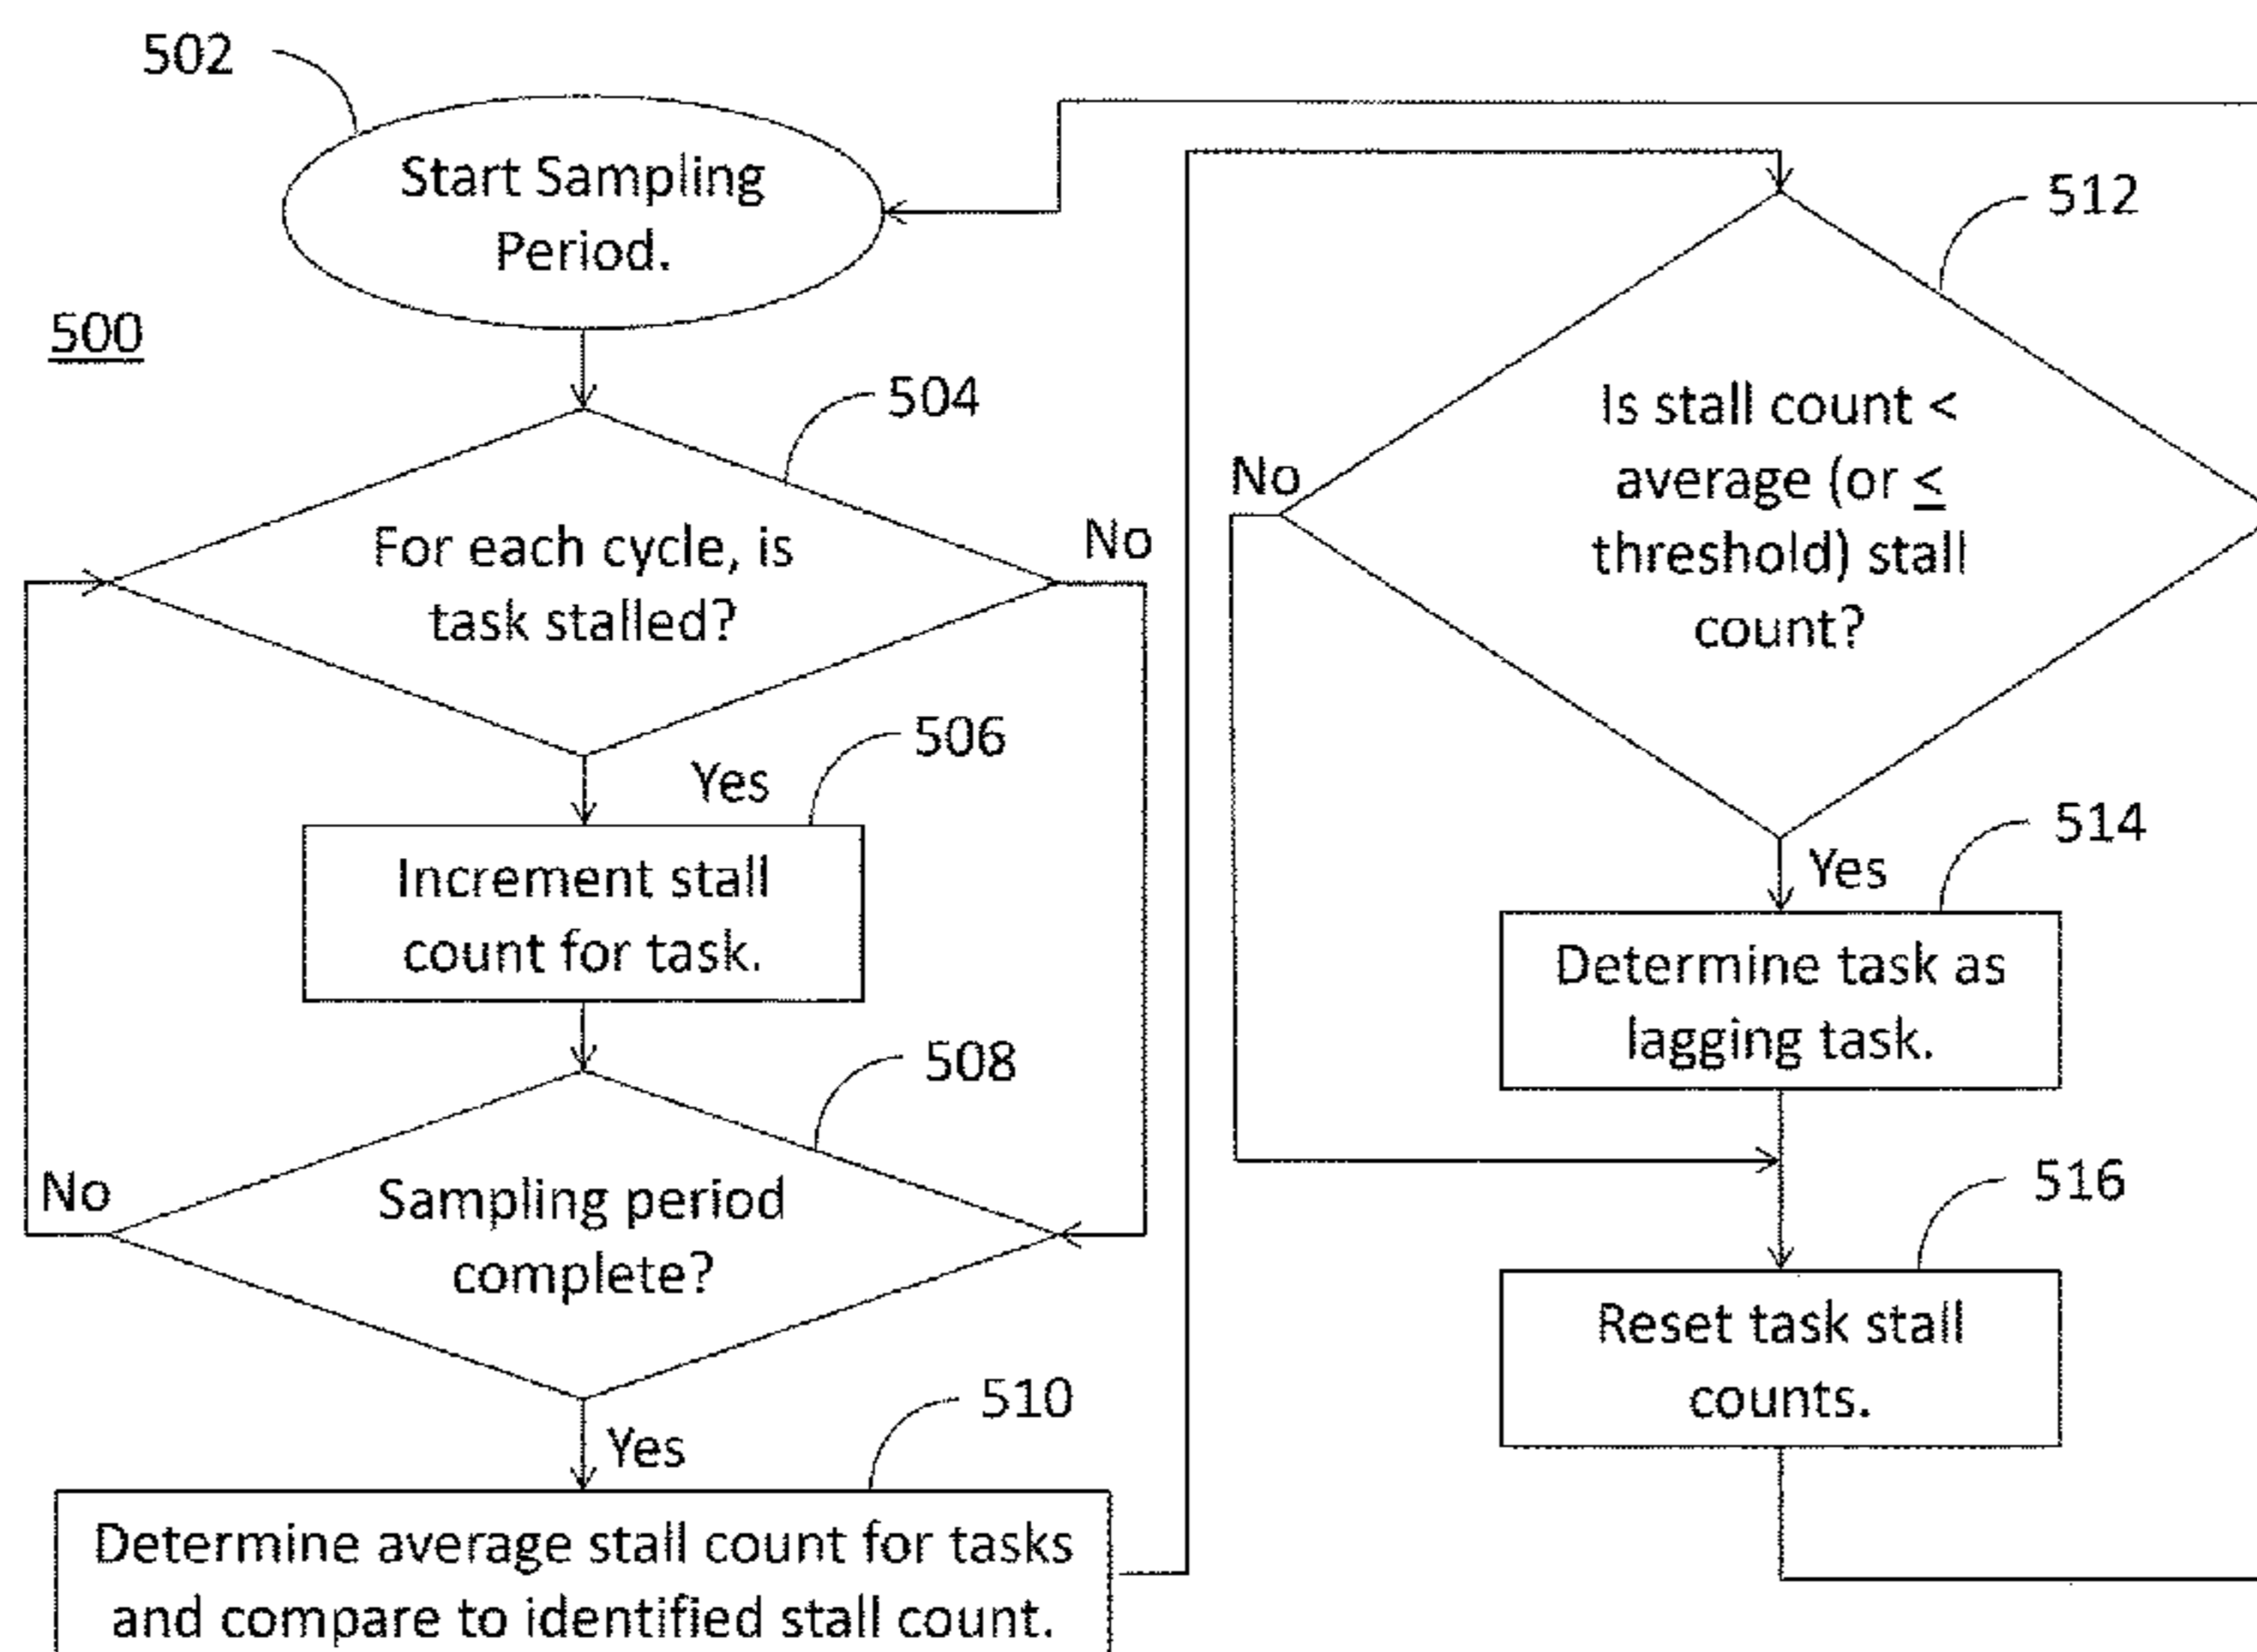 502
Start Sampling
Period.
500
504
For each cycle, is
task stalled?
No
Yes
506
Increment stall
count for task.
508
Sampling period
complete?
No
Yes
510
Determine average stall count for tasks
and compare to identified stall count.
512
Is stall count <
average (or ≤
threshold) stall
count?
No
Yes
514
Determine task as
lagging task.
516
Reset task stall
counts.